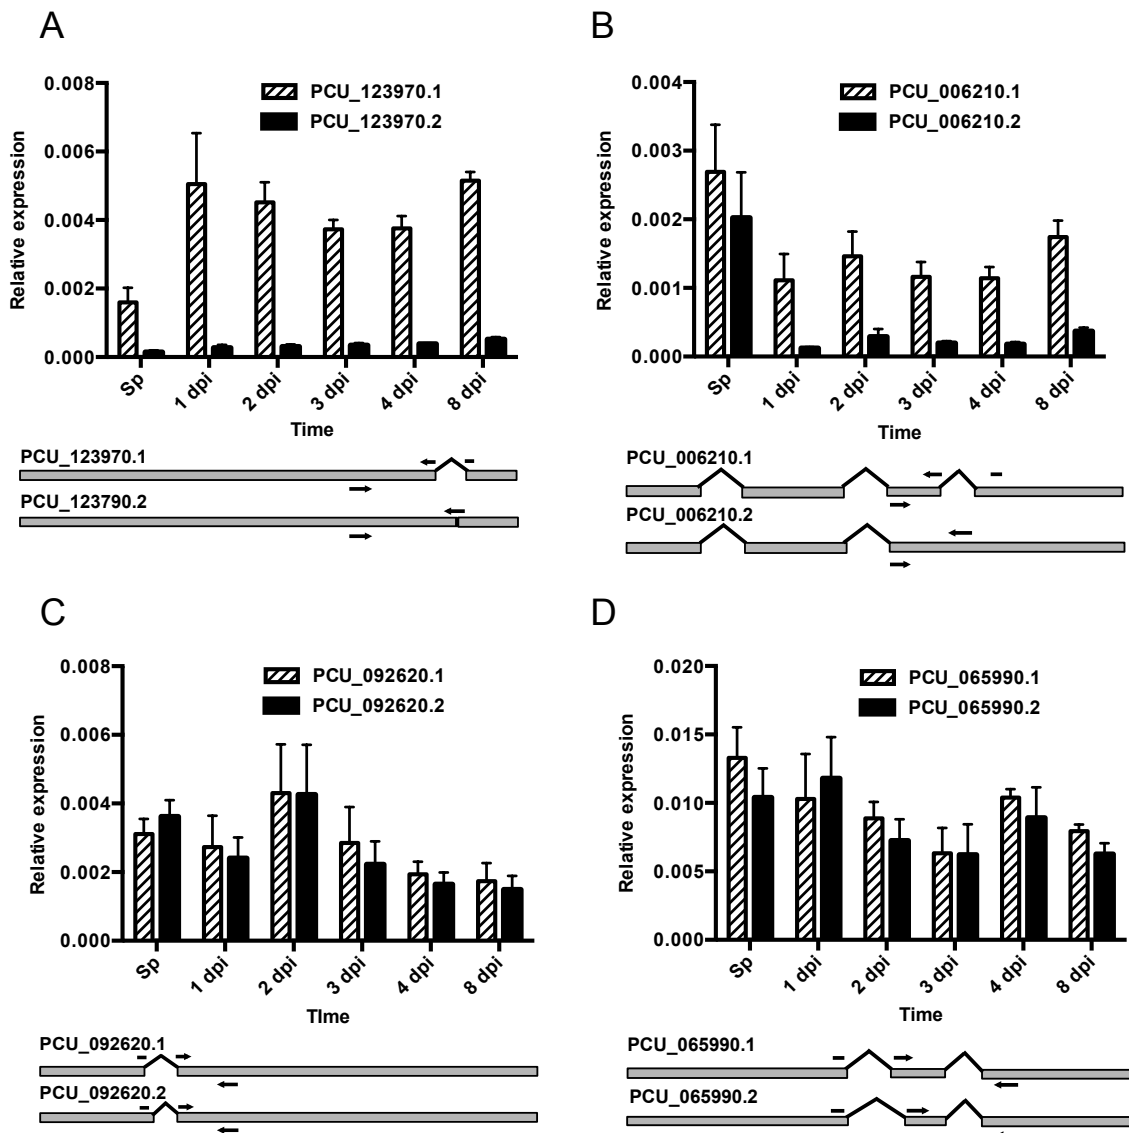 A
0.008
0.006
0.004
0.002
0.000
Relative expression
PCU_123970.1
PCU_123970.2
Sp
1 dpi
2 dpi
3 dpi
4 dpi
8 dpi
Time
PCU_123970.1
PCU_123790.2
B
0.004
0.003
0.002
0.001
0.000
Relative expression
PCU_006210.1
PCU_006210.2
Sp
1 dpi
2 dpi
3 dpi
4 dpi
8 dpi
Time
PCU_006210.1
PCU_006210.2
C
0.008
0.006
0.004
0.002
0.000
Relative expression
PCU_092620.1
PCU_092620.2
Sp
1 dpi
2 dpi
3 dpi
4 dpi
8 dpi
TIme
PCU_092620.1
PCU_092620.2
D
0.020
0.015
0.010
0.005
0.000
Relative expression
PCU_065990.1
PCU_065990.2
Sp
1 dpi
2 dpi
3 dpi
4 dpi
8 dpi
Time
PCU_065990.1
PCU_065990.2